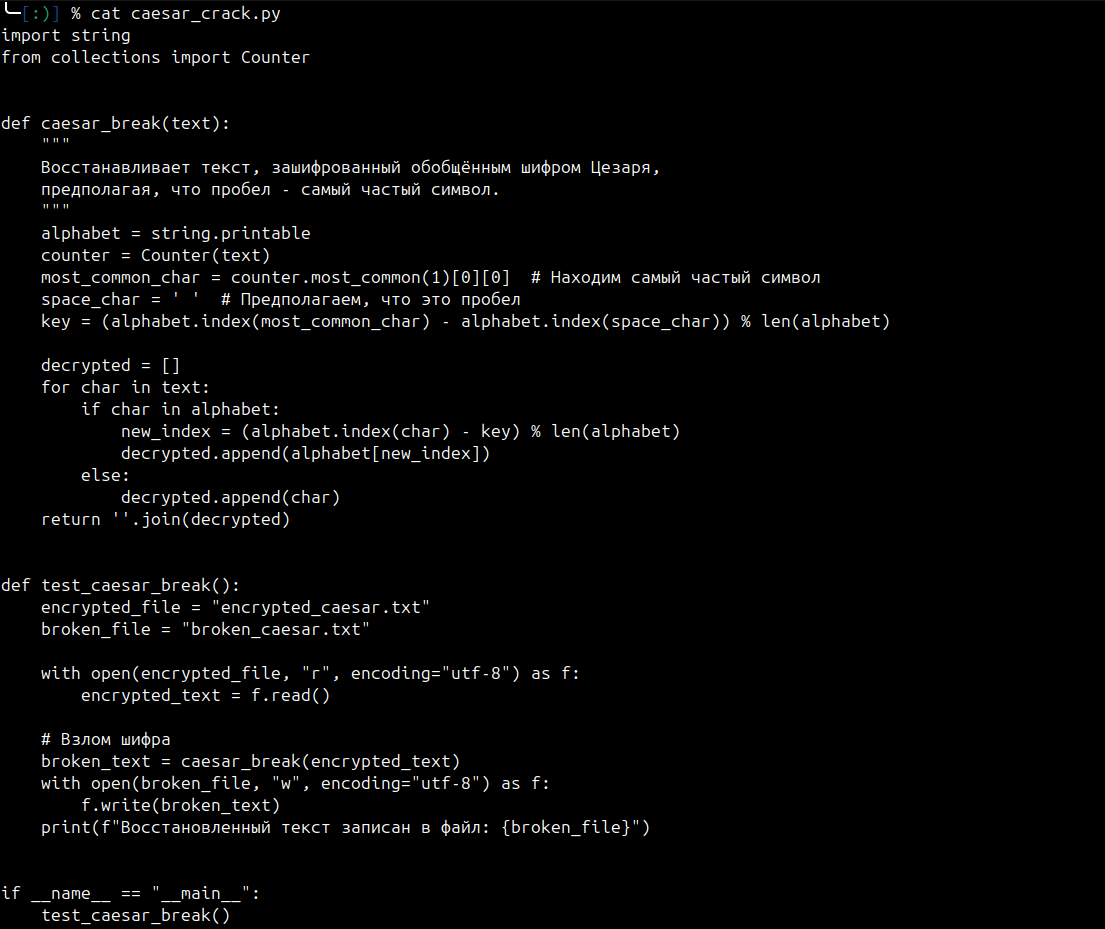 ╰─[:)] % cat caesar_crack.py
import string
from collections import Counter
def caesar_break(text):
    """
    Восстанавливает текст, зашифрованный обобщённым шифром Цезаря,
    предполагая, что пробел - самый частый символ.
    """
    alphabet = string.printable
    counter = Counter(text)
    most_common_char = counter.most_common(1)[0][0]  # Находим самый частый символ
    space_char = ' '  # Предполагаем, что это пробел
    key = (alphabet.index(most_common_char) - alphabet.index(space_char)) % len(alphabet)
    decrypted = []
    for char in text:
        if char in alphabet:
            new_index = (alphabet.index(char) - key) % len(alphabet)
            decrypted.append(alphabet[new_index])
        else:
            decrypted.append(char)
    return ''.join(decrypted)
def test_caesar_break():
    encrypted_file = "encrypted_caesar.txt"
    broken_file = "broken_caesar.txt"
    with open(encrypted_file, "r", encoding="utf-8") as f:
        encrypted_text = f.read()
    # Взлом шифра
    broken_text = caesar_break(encrypted_text)
    with open(broken_file, "w", encoding="utf-8") as f:
        f.write(broken_text)
    print(f"Восстановленный текст записан в файл: {broken_file}")
if __name__ == "__main__":
    test_caesar_break()